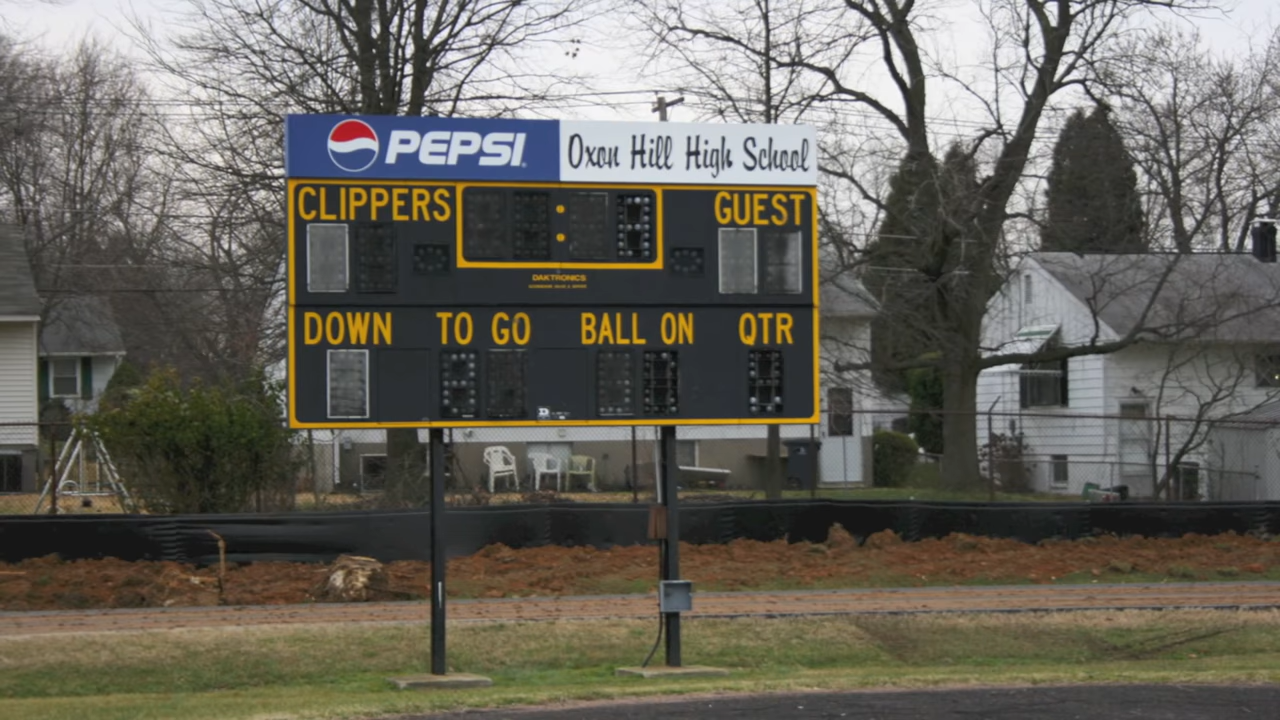 PEPSI
Oxon Hill High School
CLIPPERS
GUEST
DAKTRONICS
DOWN TO GO BALL ON QTR